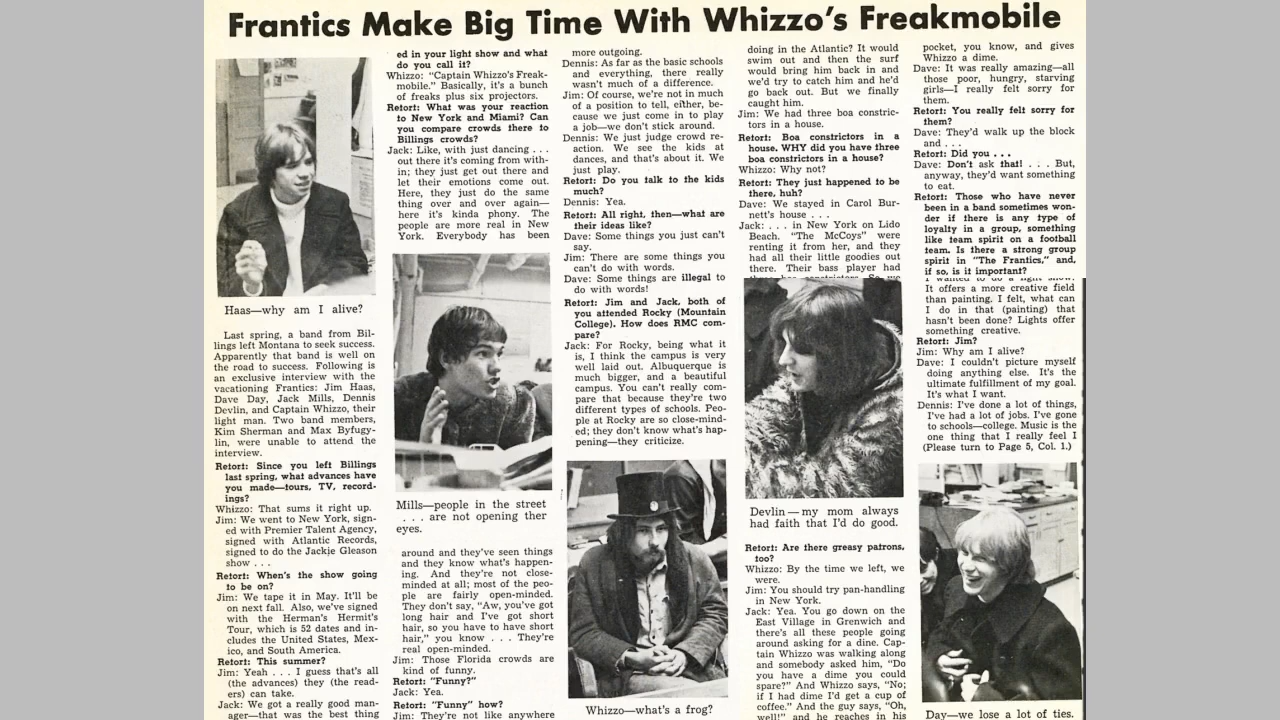 Frantics Make Big Time With Whizzo's Freakmobile
Haas—why am I alive?
Last spring, a band from Bil-
lings left Montana to seek success.
Apparently that band is well on
the road to success. Following is
an exclusive interview with the
vacationing Frantics: Jim Haas,
Dave Day, Jack Mills, Dennis
Devlin, and Captain Whizzo, their
light man. Two band members,
Kim Sherman and Max Byfugy-
lin, were unable to attend the
interview.
Retort: Since you left Billings
last spring, what advances have
you made—tours, TV, record-
ings?
Whizzo: That sums it right up.
Jim: We went to New York, sign-
ed with Premier Talent Agency,
signed with Atlantic Records,
signed to do the Jackie Gleason
show . . .
Retort: When's the show going
to be on?
Jim: We tape it in May. It'll be
on next fall. Also, we've signed
with the Herman's Hermit's
Tour, which is 52 dates and in-
cludes the United States, Mex-
ico, and South America.
Retort: This summer?
Jim: Yeah . . . I guess that's all
(the advances) they (the read-
ers) can take.
Jack: We got a really good man-
ager—that was the best thing
ed in your light show and what
do you call it?
Whizzo: "Captain Whizzo's Freak-
mobile." Basically, it's a bunch
of freaks plus six projectors.
Retort: What was your reaction
to New York and Miami? Can
you compare crowds there to
Billings crowds?
Jack: Like, with just dancing . . .
out there it's coming from with-
in; they just get out there and
let their emotions come out.
Here, they just do the same
thing over and over again—
here it's kinda phony. The
people are more real in New
York. Everybody has been
Mills—people in the street
. . . are not opening ther
eyes.
around and they've seen things
and they know what's happen-
ing. And they're not close-
minded at all; most of the peo-
ple are fairly open-minded.
They don't say, "Aw, you've got
long hair and I've got short
hair, so you have to have short
hair," you know . . . They're
real open-minded.
Jim: Those Florida crowds are
kind of funny.
Retort: "Funny?"
Jack: Yea.
Retort: "Funny" how?
Jim: They're not like anywhere
more outgoing.
Dennis: As far as the basic schools
and everything, there really
wasn't much of a difference.
Jim: Of course, we're not in much
of a position to tell, either, be-
cause we just come in to play
a job—we don't stick around.
Dennis: We just judge crowd re-
action. We see the kids at
dances, and that's about it. We
just play.
Retort: Do you talk to the kids
much?
Dennis: Yea.
Retort: All right, then—what are
their ideas like?
Dave: Some things you just can't
say.
Jim: There are some things you
can't do with words.
Dave: Some things are illegal to
do with words!
Retort: Jim and Jack, both of
you attended Rocky (Mountain
College). How does RMC com-
pare?
Jack: For Rocky, being what it
is, I think the campus is very
well laid out. Albuquerque is
much bigger, and a beautiful
campus. You can't really com-
pare that because they're two
different types of schools. Peo-
ple at Rocky are so close-mind-
ed; they don't know what's hap-
pening—they criticize.
Whizzo—what's a frog?
doing in the Atlantic? It would
swim out and then the surf
would bring him back in and
we'd try to catch him and he'd
go back out. But we finally
caught him.
Jim: We had three boa constric-
tors in a house.
Retort: Boa constrictors in a
house. WHY did you have three
boa constrictors in a house?
Whizzo: Why not?
Retort: They just happened to be
there, huh?
Dave: We stayed in Carol Bur-
nett's house . . .
Jack: . . . in New York on Lido
Beach. "The McCoys" were
renting it from her, and they
had all their little goodies out
there. Their bass player had
three boa constrictors. So we
Devlin — my mom always
had faith that I'd do good.
Retort: Are there greasy patrons,
too?
Whizzo: By the time we left, we
were.
Jim: You should try pan-handling
in New York.
Jack: Yea. You go down on the
East Village in Grenwich and
there's all these people going
around asking for a dime. Cap-
tain Whizzo was walking along
and somebody asked him, "Do
you have a dime you could
spare?" And Whizzo says, "No;
if I had dime I'd get a cup of
coffee." And the guy says, "Oh,
well!" and he reaches in his
pocket, you know, and gives
Whizzo a dime.
Dave: It was really amazing—all
those poor, hungry, starving
girls—I really felt sorry for
them.
Retort: You really felt sorry for
them?
Dave: They'd walk up the block
and . . .
Retort: Did you . . .
Dave: Don't ask that! . . . But,
anyway, they'd want something
to eat.
Retort: Those who have never
been in a band sometimes won-
der if there is any type of
loyalty in a group, something
like team spirit on a football
team. Is there a strong group
spirit in "The Frantics," and,
if so, is it important?
I wanted to do a light show.
It offers a more creative field
than painting. I felt, what can
I do in that (painting) that
hasn't been done? Lights offer
something creative.
Retort: Jim?
Jim: Why am I alive?
Dave: I couldn't picture myself
doing anything else. It's the
ultimate fulfillment of my goal.
It's what I want.
Dennis: I've done a lot of things,
I've had a lot of jobs. I've gone
to schools—college. Music is the
one thing that I really feel I
(Please turn to Page 5, Col. 1.)
Day—we lose a lot of ties.